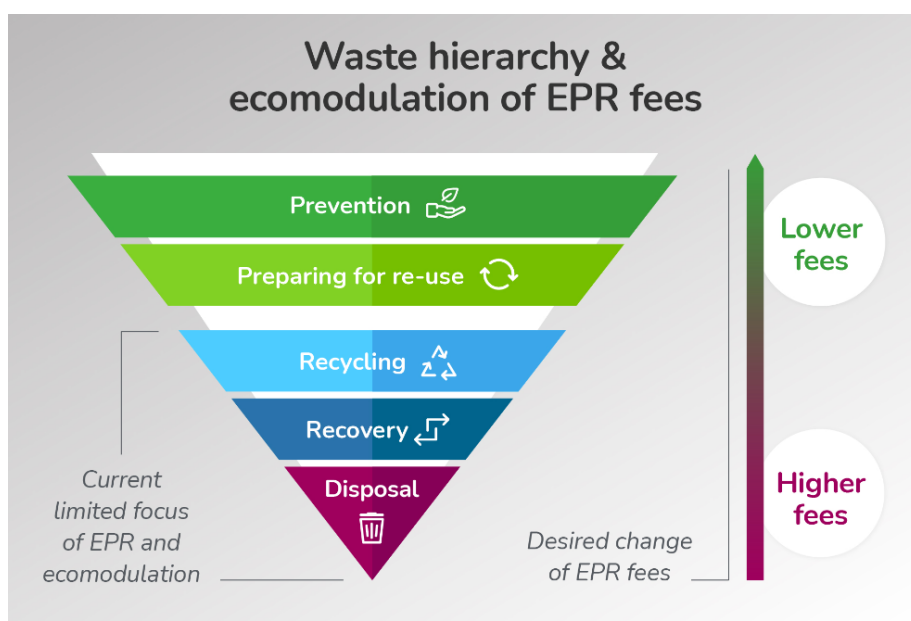 Waste hierarchy &
ecomodulation of EPR fees
Prevention
Preparing for re-use
Recycling
Recovery
Disposal
Current
limited focus
of EPR and
ecomodulation
Desired change
of EPR fees
Lower
fees
Higher
fees